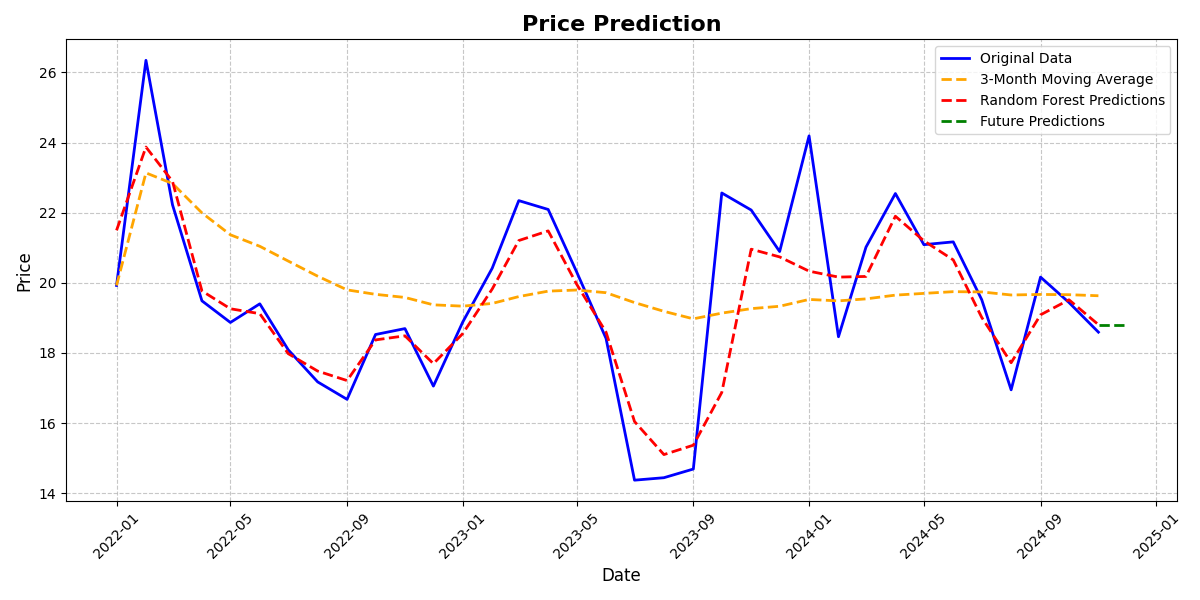 Price Prediction
Original Data
3-Month Moving Average
Random Forest Predictions
Future Predictions
Price
26
24
22
20
18
16
14
2022-01
2022-05
2022-09
2023-01
2023-05
2023-09
2024-01
2024-05
2024-09
2025-01
Date